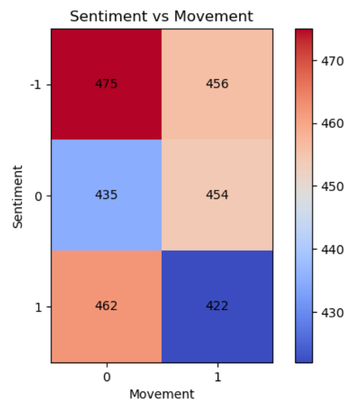 Sentiment vs Movement
-1 475 456 470
460
0 435 454 450
440
1 462 422 430
0 1
Sentiment
Movement